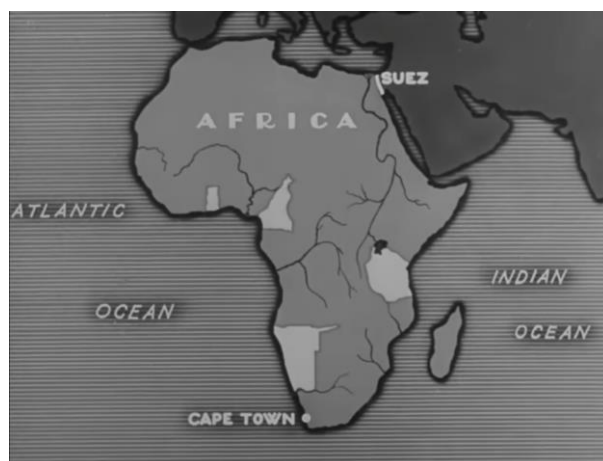 SUEZ
AFRICA
ATLANTIC
OCEAN
INDIAN
OCEAN
CAPE TOWN